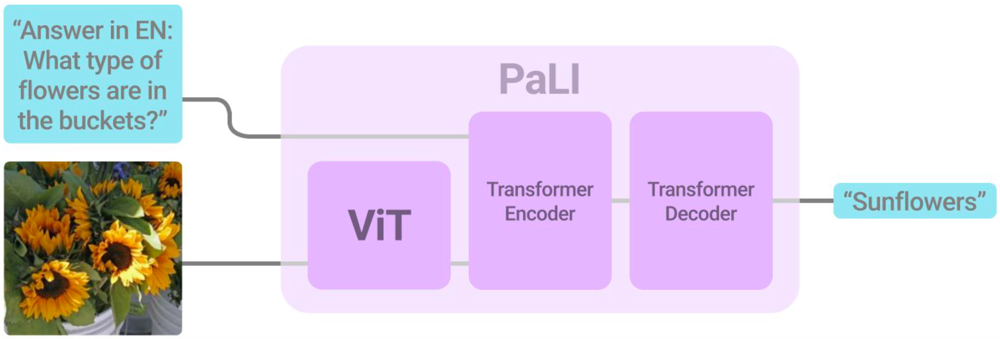 “Answer in EN:
What type of
flowers are in
the buckets?”
PaLI
ViT
Transformer
Encoder
Transformer
Decoder
“Sunflowers”